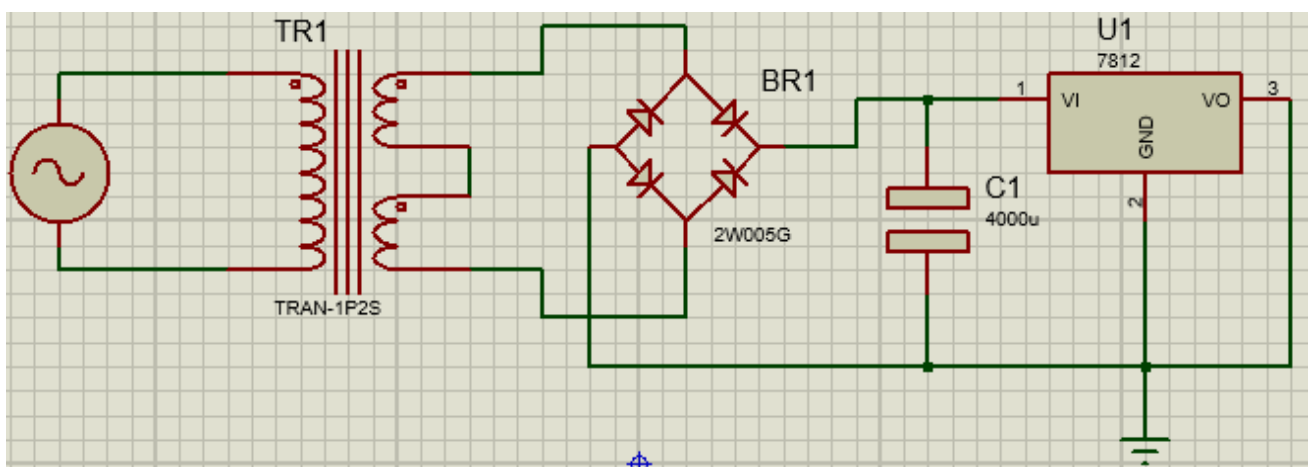 TR1
TRAN-1P2S
BR1
2W005G
C1
4000u
U1
7812
1
VI
VO
3
GND
2